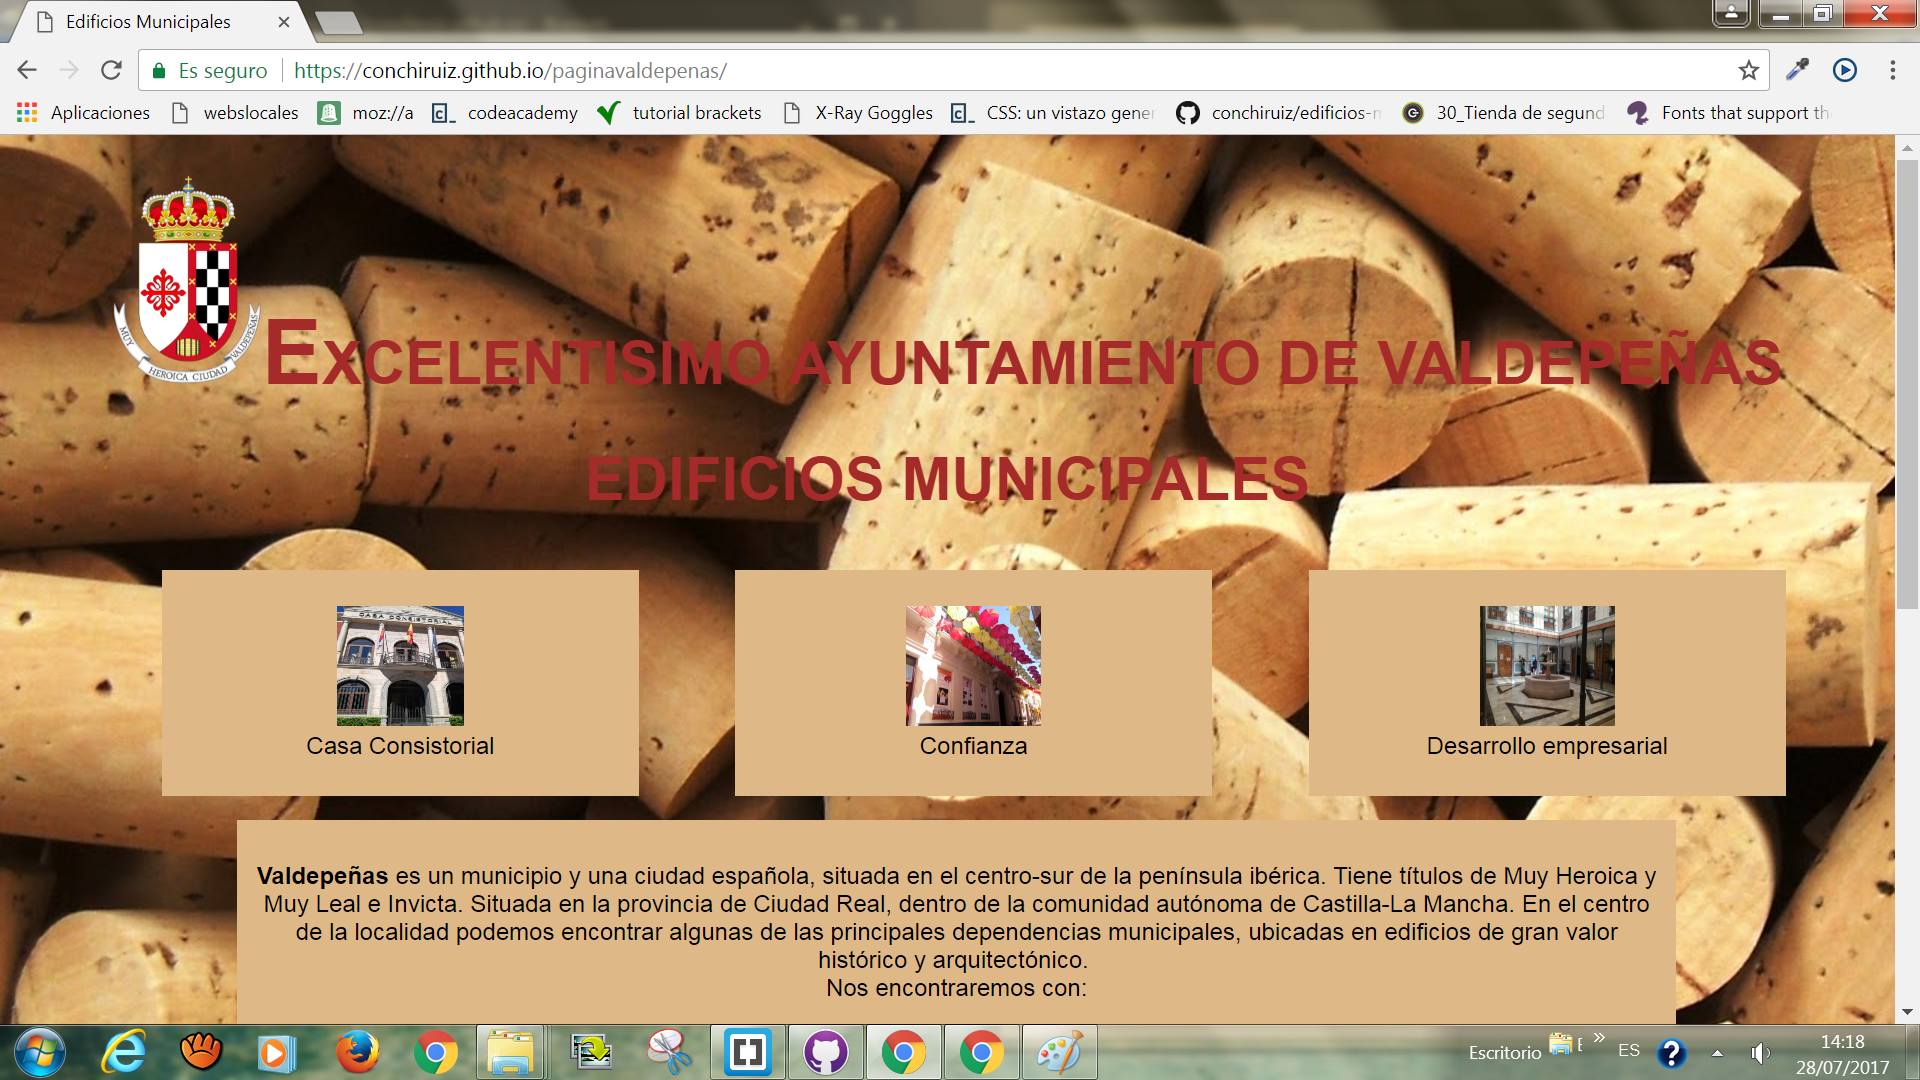 Edificios Municipales
Es seguro
https://conchiruiz.github.io/paginavaldepenas/
Aplicaciones
webslocales
moz://a
codeacademy
tutorial brackets
X-Ray Goggles
CSS: un vistazo gener
conchiruiz/edificios-m
30_Tienda de segund
Fonts that support th
MUY
HEROICA CIUDAD
VALDEPEÑAS
EXCELENTISIMO AYUNTAMIENTO DE VALDEPEÑAS
EDIFICIOS MUNICIPALES
CASA CONSISTORIAL
Casa Consistorial
Confianza
Desarrollo empresarial
Valdepeñas es un municipio y una ciudad española, situada en el centro-sur de la península ibérica. Tiene títulos de Muy Heroica y
Muy Leal e Invicta. Situada en la provincia de Ciudad Real, dentro de la comunidad autónoma de Castilla-La Mancha. En el centro
de la localidad podemos encontrar algunas de las principales dependencias municipales, ubicadas en edificios de gran valor
histórico y arquitectónico.
Nos encontraremos con:
Escritorio
ES
14:18
28/07/2017